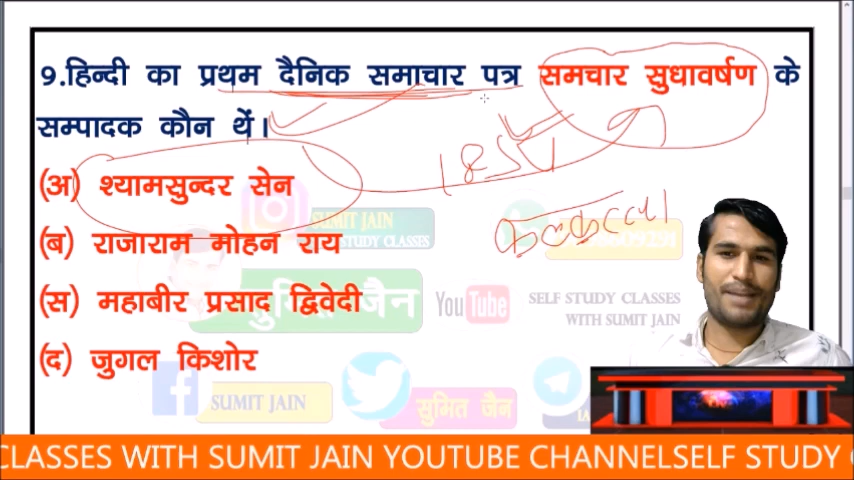 9.हिन्दी का प्रथम दैनिक समाचार पत्र समचार सुधावर्षण के
सम्पादक कौन थें।
1854
(अ) श्यामसुन्दर सेन
कलकत्ता
SUMIT JAIN
STUDY CLASSES
(ब) राजाराम मोहन राय
(स) महाबीर प्रसाद द्विवेदी
सुमित जैन
YouTube
SELF STUDY CLASSES
WITH SUMIT JAIN
(द) जुगल किशोर
SUMIT JAIN
सुमित जैन
CLASSES WITH SUMIT JAIN YOUTUBE CHANNELSELF STUDY